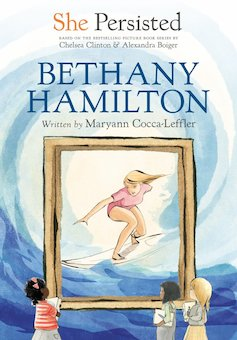 She Persisted
BASED ON THE BESTSELLING PICTURE BOOK SERIES BY
Chelsea Clinton & Alexandra Boiger
BETHANY
HAMILTON
Written by Maryann Cocca-Leffler